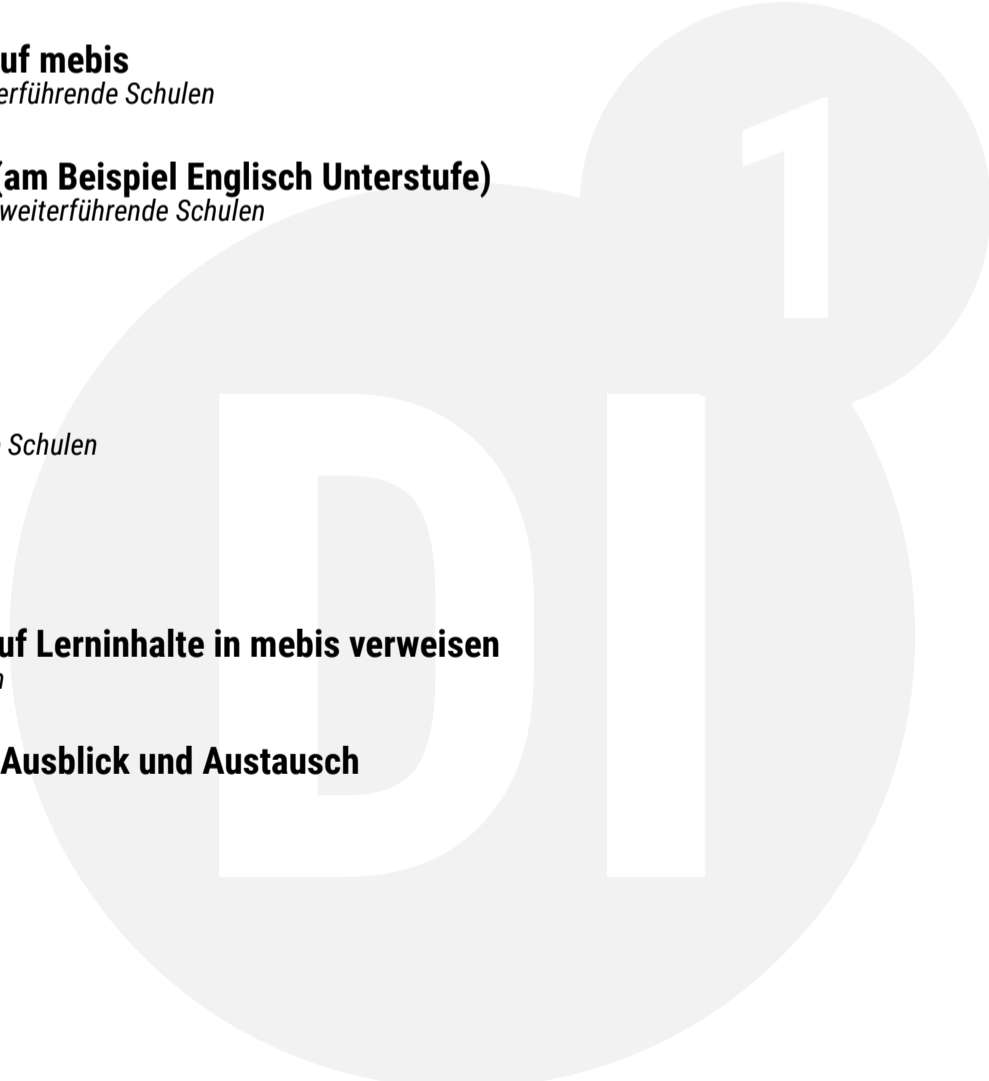 uf mebis
erführende Schulen
(am Beispiel Englisch Unterstufe)
weiterführende Schulen
Schulen
uf Lerninhalte in mebis verweisen
n
Ausblick und Austausch
1
DI